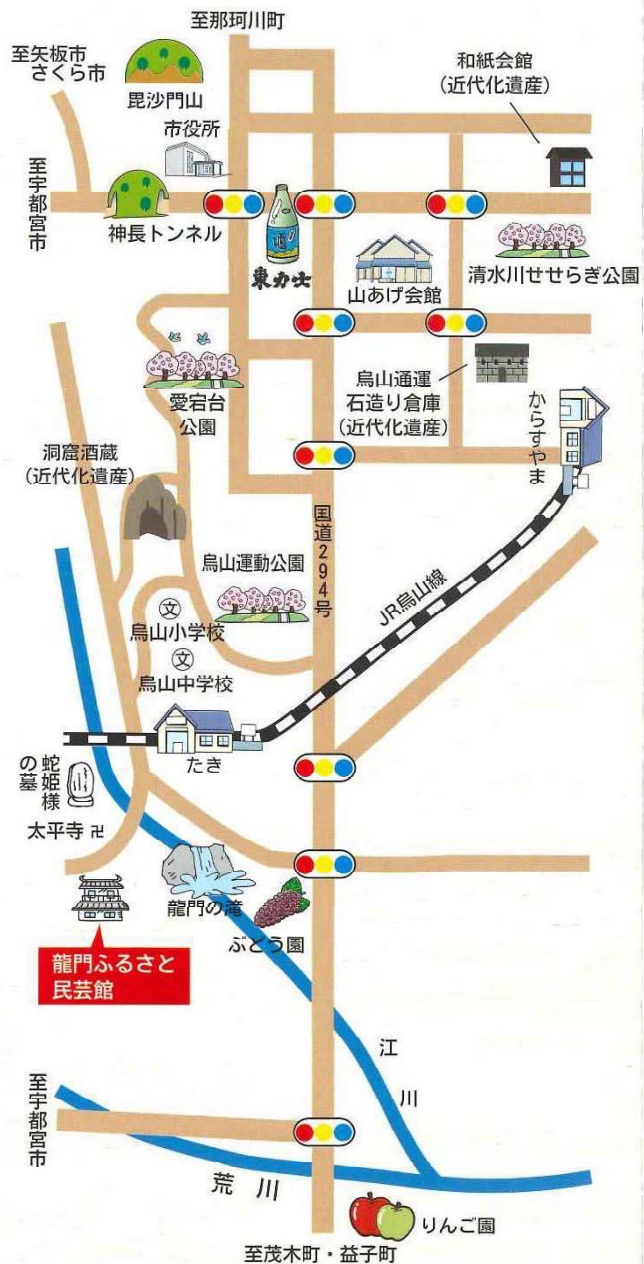 至那珂川町
至矢板市
さくら市
毘沙門山
市役所
和紙会館
(近代化遺産)
至宇都宮市
神長トンネル
東力士
清水川せせらぎ公園
山あげ会館
愛宕台
公園
烏山通運
石造り倉庫
(近代化遺産)
からすやま
洞窟酒蔵
(近代化遺産)
国道294号
烏山運動公園
JR烏山線
文
烏山小学校
文
烏山中学校
たき
蛇姫様
の墓
太平寺 卍
龍門の滝
ぶどう園
龍門ふるさと
民芸館
江川
至宇都宮市
荒川
りんご園
至茂木町・益子町